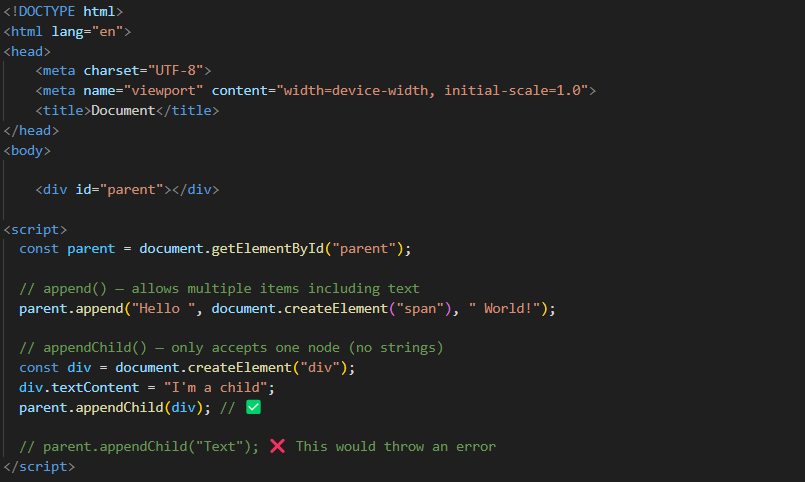 <!DOCTYPE html>
<html lang="en">
<head>
    <meta charset="UTF-8">
    <meta name="viewport" content="width=device-width, initial-scale=1.0">
    <title>Document</title>
</head>
<body>
    <div id="parent"></div>
<script>
  const parent = document.getElementById("parent");
  // append() — allows multiple items including text
  parent.append("Hello ", document.createElement("span"), " World!");
  // appendChild() — only accepts one node (no strings)
  const div = document.createElement("div");
  div.textContent = "I'm a child";
  parent.appendChild(div); // ✅
  // parent.appendChild("Text"); ❌ This would throw an error
</script>